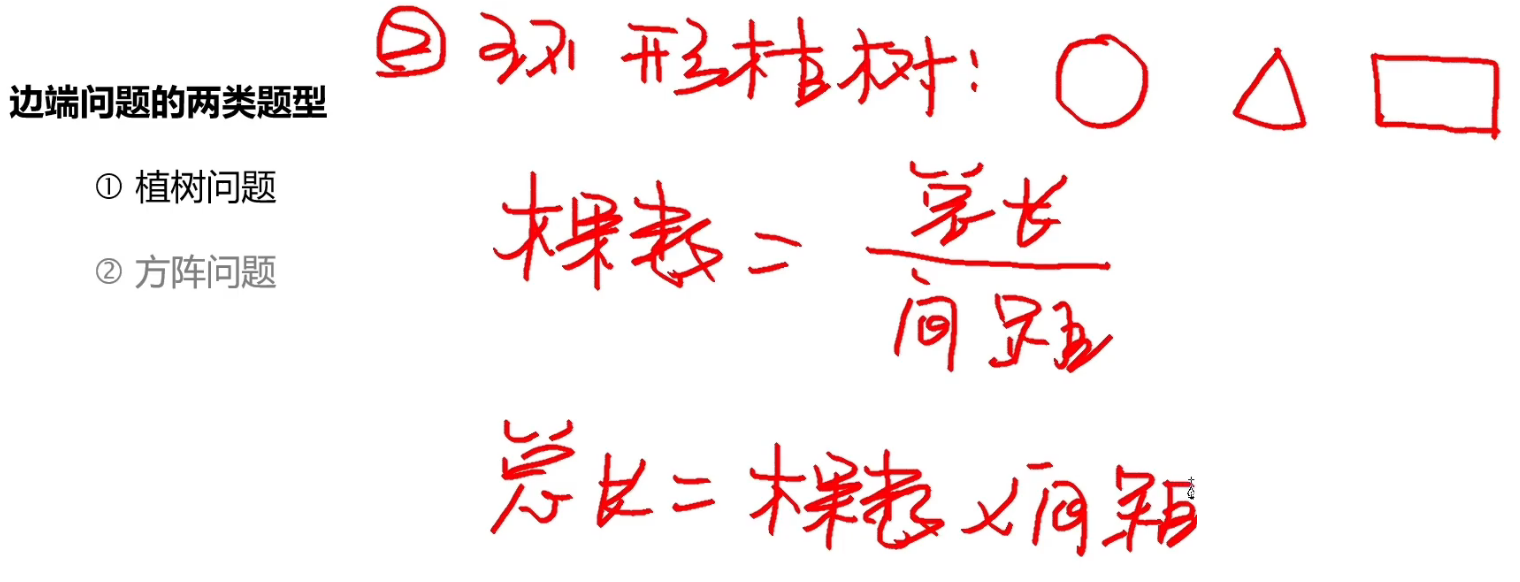 边端问题的两类题型
① 植树问题
② 方阵问题
② 环形植树：
棵数 = 总长
间距
总长 = 棵数 × 间距